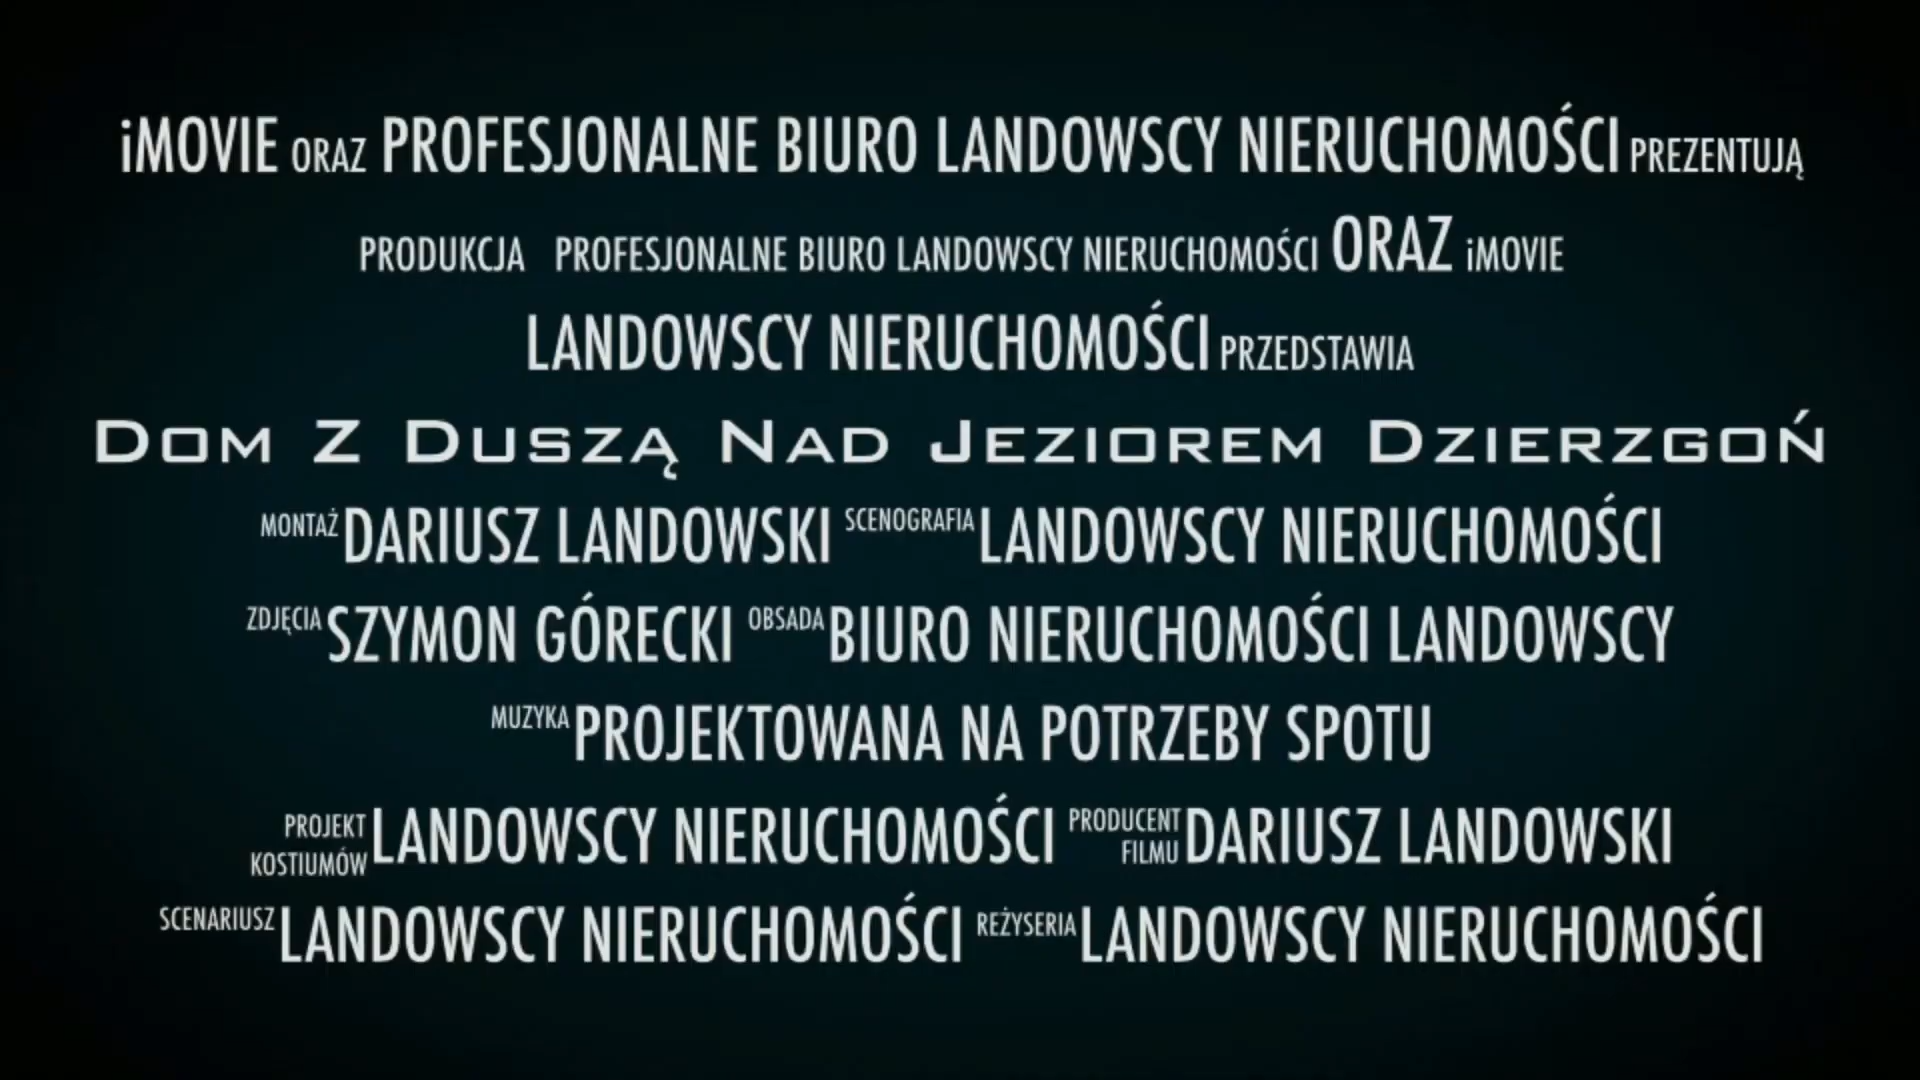 iMOVIE ORAZ PROFESJONALNE BIURO LANDOWSCY NIERUCHOMOŚCI PREZENTUJĄ
PRODUKCJA PROFESJONALNE BIURO LANDOWSCY NIERUCHOMOŚCI ORAZ iMOVIE
LANDOWSCY NIERUCHOMOŚCI PRZEDSTAWIA
DOM Z DUSZĄ NAD JEZIOREM DZIERZGOŃ
MONTAŻ DARIUSZ LANDOWSKI SCENOGRAFIA LANDOWSCY NIERUCHOMOŚCI
ZDJĘCIA SZYMON GÓRECKI OBSADA BIURO NIERUCHOMOŚCI LANDOWSCY
MUZYKA PROJEKTOWANA NA POTRZEBY SPOTU
PROJEKT KOSTIUMÓW LANDOWSCY NIERUCHOMOŚCI PRODUCENT FILMU DARIUSZ LANDOWSKI
SCENARIUSZ LANDOWSCY NIERUCHOMOŚCI REŻYSERIA LANDOWSCY NIERUCHOMOŚCI